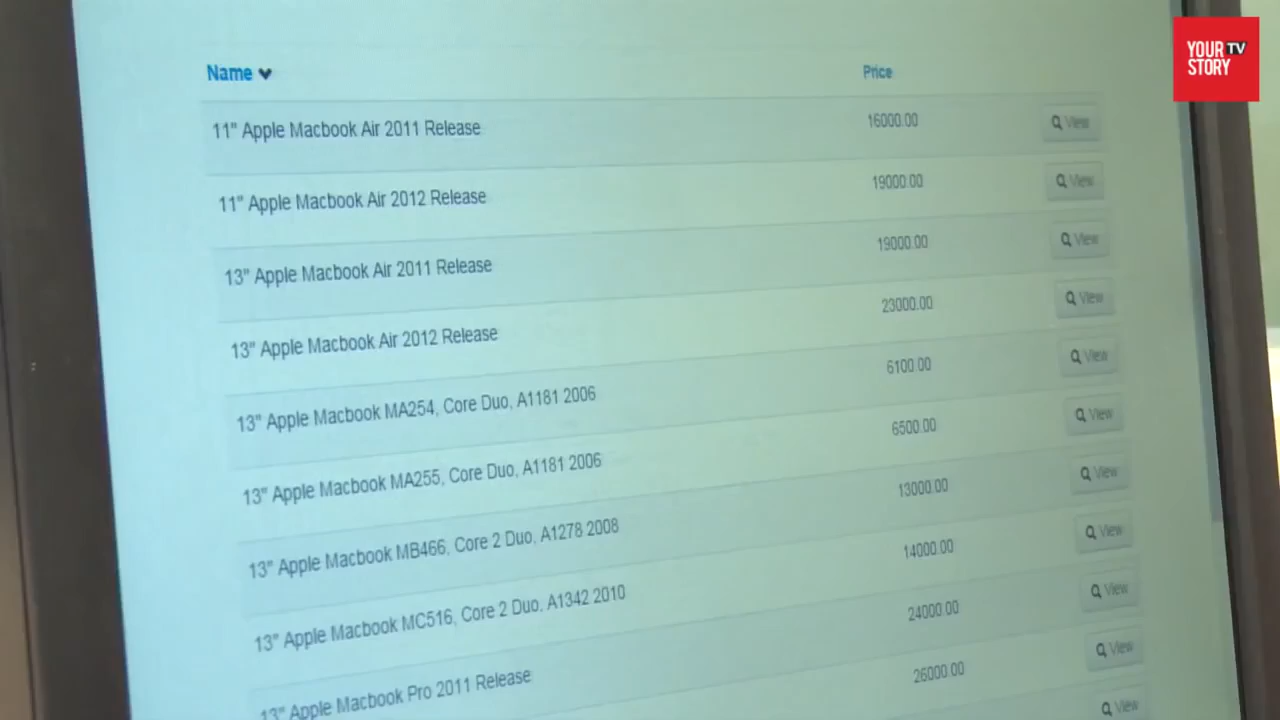 YOUR TV
STORY
Name Price
11" Apple Macbook Air 2011 Release 16000.00 View
11" Apple Macbook Air 2012 Release 19000.00 View
13" Apple Macbook Air 2011 Release 19000.00 View
13" Apple Macbook Air 2012 Release 23000.00 View
13" Apple Macbook MA254, Core Duo, A1181 2006 6100.00 View
13" Apple Macbook MA255, Core Duo, A1181 2006 6500.00 View
13" Apple Macbook MB466, Core 2 Duo, A1278 2008 13000.00 View
13" Apple Macbook MC516, Core 2 Duo, A1342 2010 14000.00 View
13" Apple Macbook Pro 2011 Release 24000.00 View
26000.00 View
View